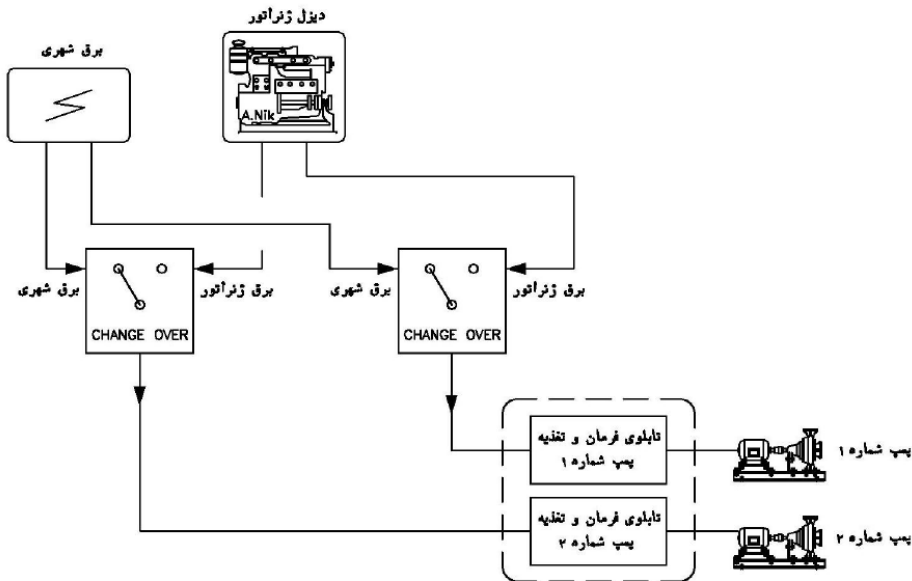 دیزل ژنراتور
برق شهری
A.Nik
برق شهری
برق ژنراتور
برق شهری
برق ژنراتور
CHANGE OVER
CHANGE OVER
تابلوی فرمان و تغذیه
پمپ شماره ۱
پمپ شماره ۱
تابلوی فرمان و تغذیه
پمپ شماره ۲
پمپ شماره ۲